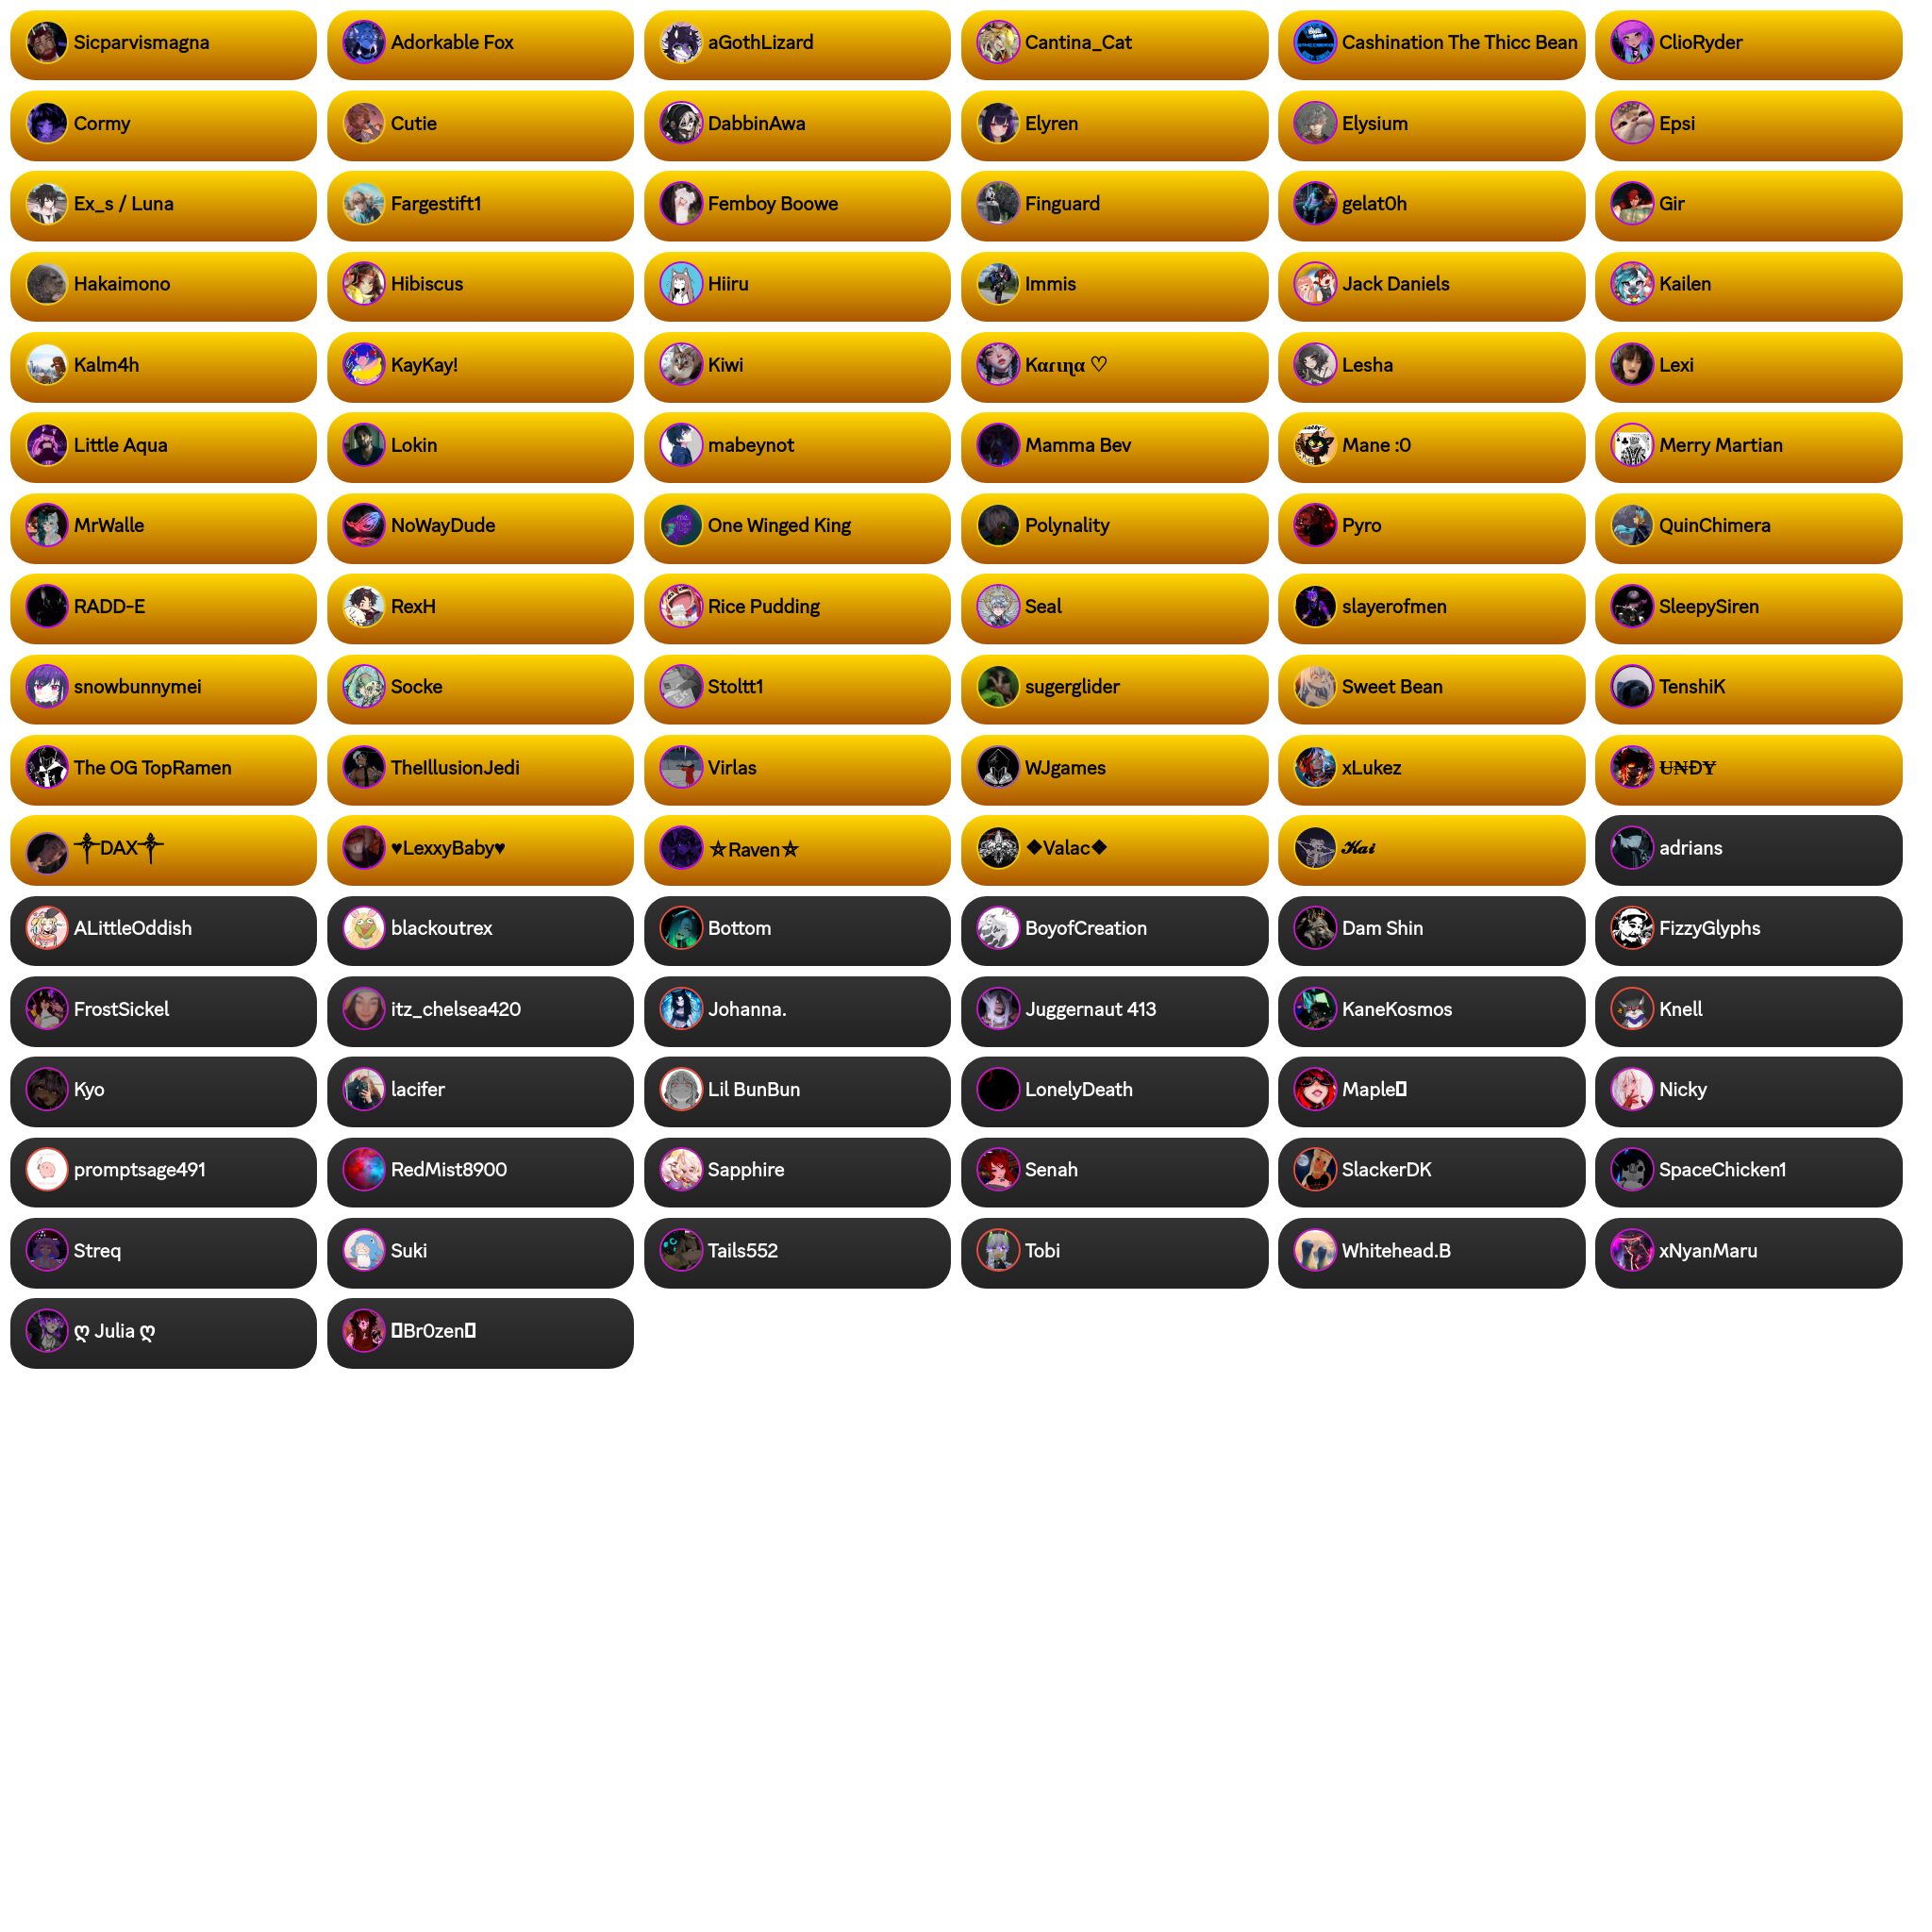 Sicparvismagna
Adorkable Fox
aGothLizard
Cantina_Cat
Cashination The Thicc Bean
ClioRyder
Cormy
Cutie
DabbinAwa
Elyren
Elysium
Epsi
Ex_s / Luna
Fargestift1
Femboy Boowe
Finguard
gelat0h
Gir
Hakaimono
Hibiscus
Hiiru
Immis
Jack Daniels
Kailen
Kalm4h
KayKay!
Kiwi
Kαɾιɳα ♡
Lesha
Lexi
Little Aqua
Lokin
mabeynot
Mamma Bev
Mane :0
Merry Martian
MrWalle
NoWayDude
One Winged King
Polynality
Pyro
QuinChimera
RADD-E
RexH
Rice Pudding
Seal
slayerofmen
SleepySiren
snowbunnymei
Socke
Stoltt1
sugerglider
Sweet Bean
TenshiK
The OG TopRamen
TheIllusionJedi
Virlas
WJgames
xLukez
U̶N̶ĐY̶
༒DAX༒
♥LexxyBaby♥
⛤Raven⛤
❖Valac❖
𝓚𝓪𝓲
adrians
ALittleOddish
blackoutrex
Bottom
BoyofCreation
Dam Shin
FizzyGlyphs
FrostSickel
itz_chelsea420
Johanna.
Juggernaut 413
KaneKosmos
Knell
Kyo
lacifer
Lil BunBun
LonelyDeath
Maple
Nicky
promptsage491
RedMist8900
Sapphire
Senah
SlackerDK
SpaceChicken1
Streq
Suki
Tails552
Tobi
Whitehead.B
xNyanMaru
ღ Julia ღ
Br0zen